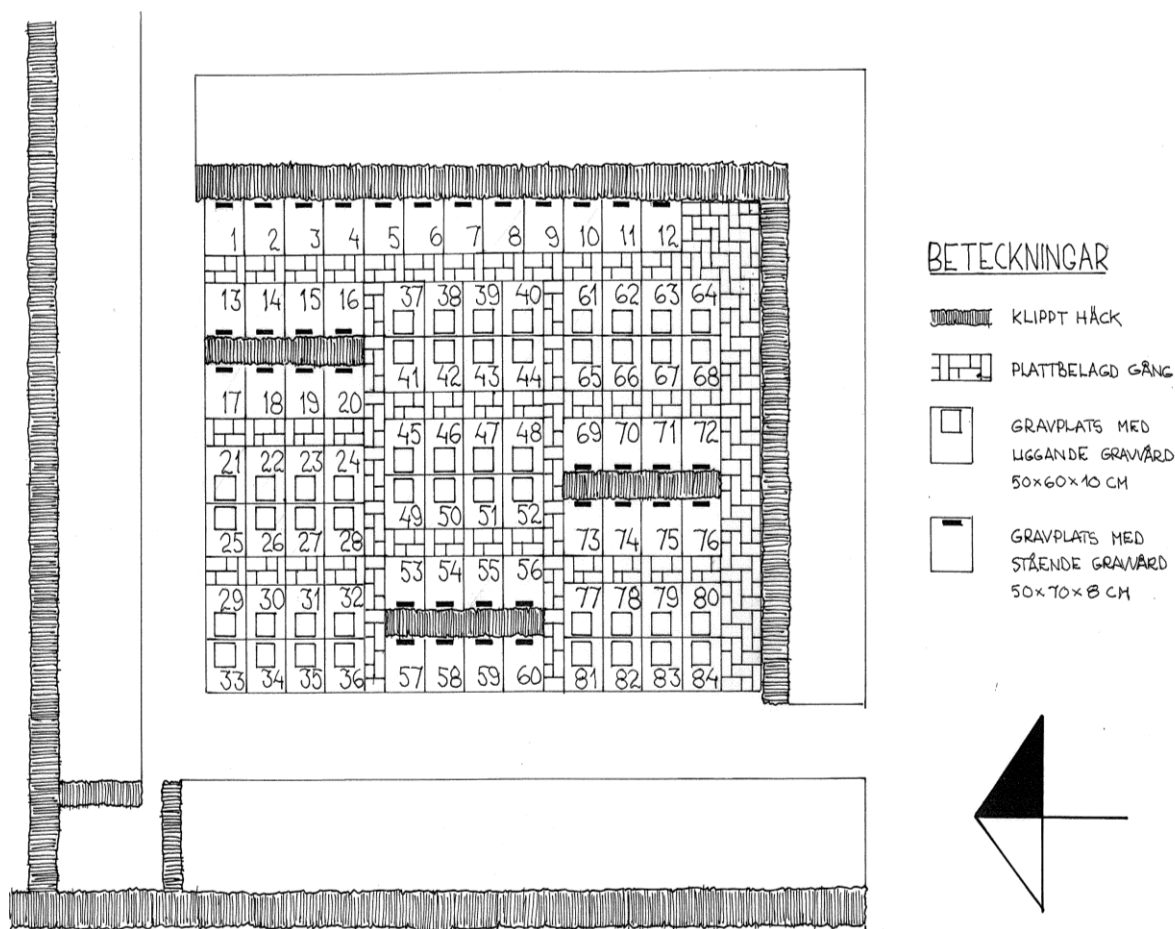 1 2 3 4 5 6 7 8 9 10 11 12
13 14 15 16
37 38 39 40
61 62 63 64
41 42 43 44
65 66 67 68
17 18 19 20
45 46 47 48
69 70 71 72
21 22 23 24
49 50 51 52
25 26 27 28
73 74 75 76
53 54 55 56
29 30 31 32
77 78 79 80
33 34 35 36
57 58 59 60
81 82 83 84
BETECKNINGAR
KLIPPT HÄCK
PLATTBELAGD GÅNG
GRAVPLATS MED
LIGGANDE GRAVVÅRD
50×60×10 CM
GRAVPLATS MED
STÅENDE GRAVVÅRD
50×70×8 CM